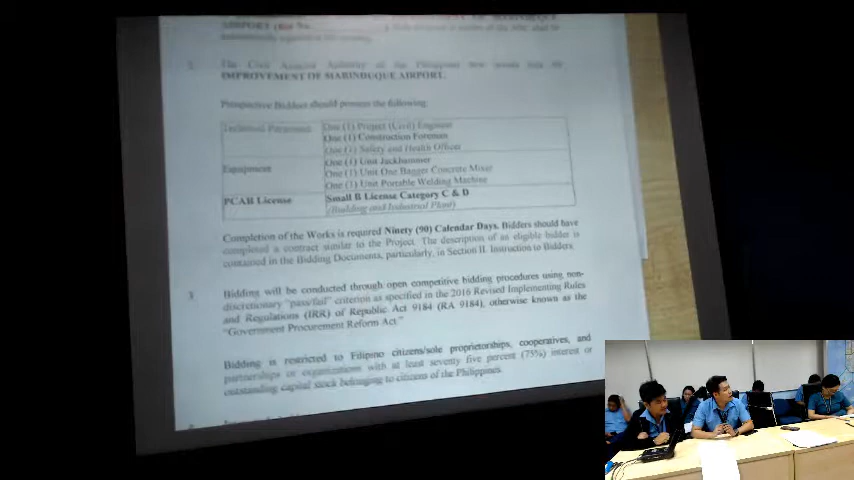 AIRPORT (Bid No.
2. The Civil Aviation Authority of the Philippines now invites bids for
IMPROVEMENT OF MARINDUQUE AIRPORT.
Prospective Bidders should possess the following:
Technical Personnel
One (1) Project (Civil) Engineer
One (1) Construction Foreman
One (1) Safety and Health Officer
Equipment
One (1) Unit Jackhammer
One (1) Unit One Bagger Concrete Mixer
One (1) Unit Portable Welding Machine
PCAB License
Small B License Category C & D
(Building and Industrial Plant)
Completion of the Works is required Ninety (90) Calendar Days. Bidders should have
completed a contract similar to the Project. The description of an eligible bidder is
contained in the Bidding Documents, particularly, in Section II. Instruction to Bidders.
3. Bidding will be conducted through open competitive bidding procedures using non-
discretionary "pass/fail" criterion as specified in the 2016 Revised Implementing Rules
and Regulations (IRR) of Republic Act 9184 (RA 9184), otherwise known as the
"Government Procurement Reform Act."
Bidding is restricted to Filipino citizens/sole proprietorships, cooperatives, and
partnerships or organizations with at least seventy five percent (75%) interest or
outstanding capital stock belonging to citizens of the Philippines.